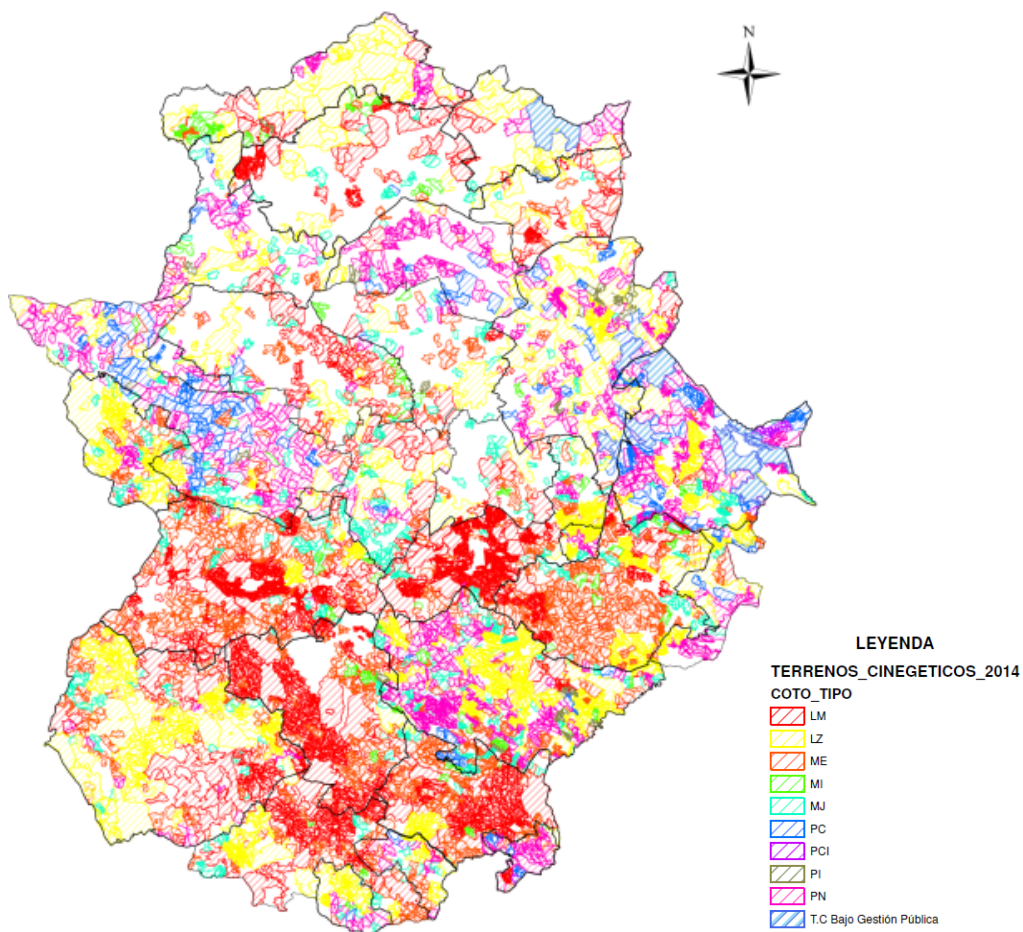 N
LEYENDA
TERRENOS_CINEGETICOS_2014
COTO_TIPO
LM
LZ
ME
MI
MJ
PC
PCI
PI
PN
T.C Bajo Gestión Pública